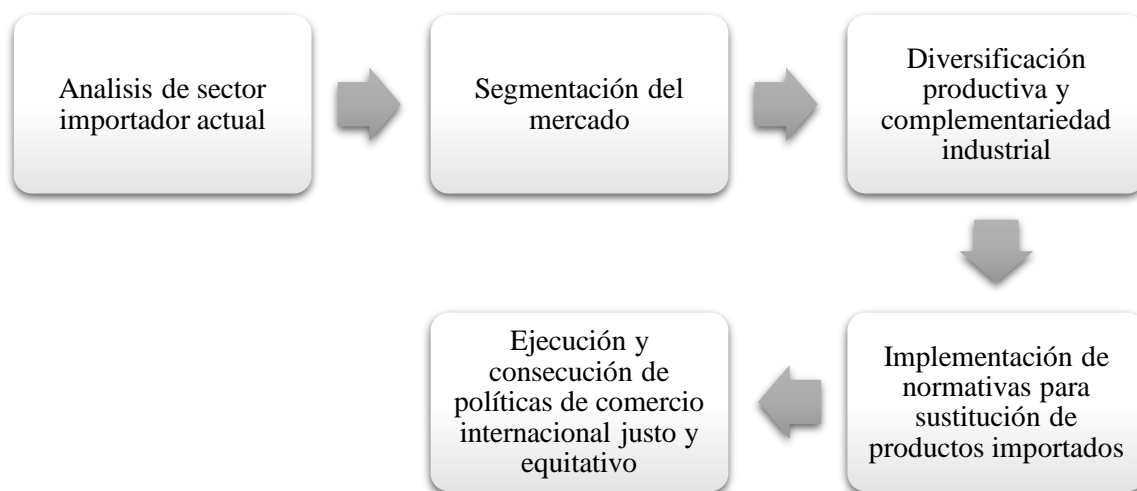 Analisis de sector
importador actual
Segmentación del
mercado
Diversificación
productiva y
complementariedad
industrial
Implementación de
normativas para
sustitución de
productos importados
Ejecución y
consecución de
políticas de comercio
internacional justo y
equitativo